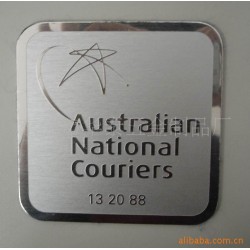 Australian
National
Couriers
13 20 88
alibaba.com.cn